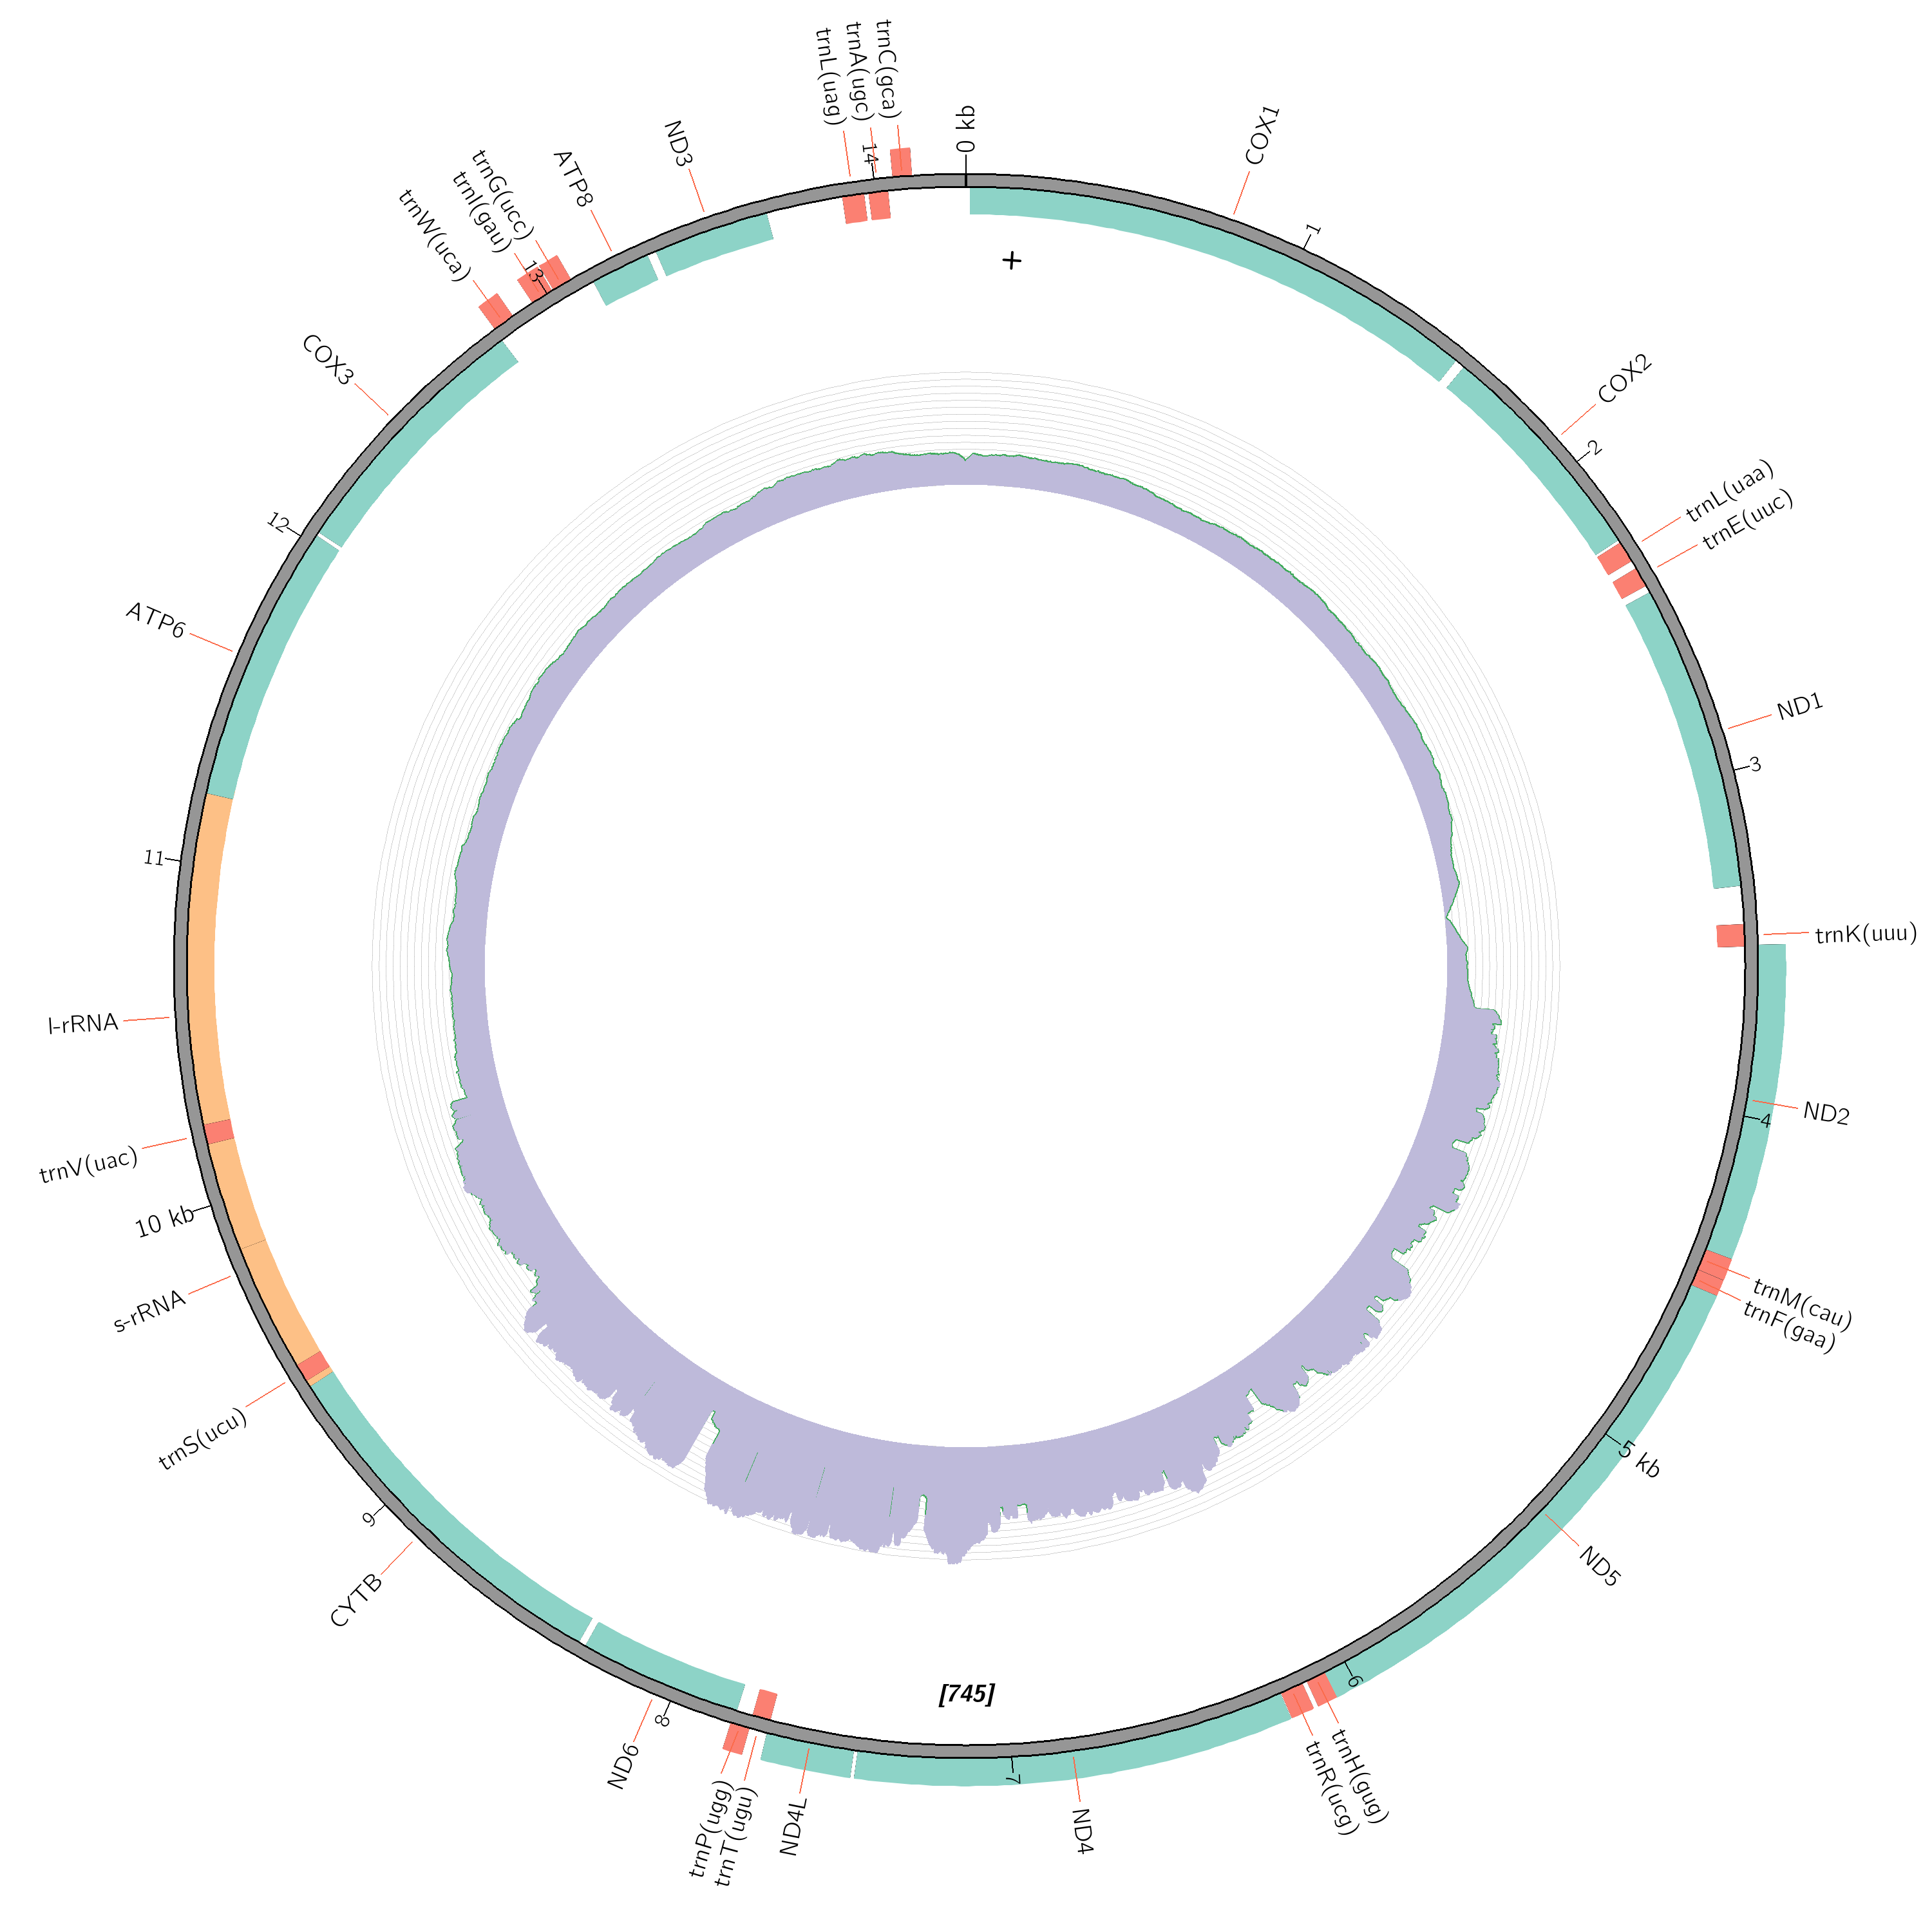 0 kb
COX1
1
COX2
2
trnL(uaa)
trnE(uuc)
ND1
3
trnK(uuu)
ND2
4
trnM(cau)
trnF(gaa)
5 kb
ND5
6
trnH(gug)
trnR(ucg)
ND4
7
ND4L
trnT(ugu)
trnP(ugg)
8
ND6
CYTB
9
trnS(ucu)
s-rRNA
10 kb
trnV(uac)
l-rRNA
11
ATP6
12
COX3
trnW(uca)
13
trnI(gau)
trnG(ucc)
ATP8
ND3
trnL(uag)
14
trnA(ugc)
trnC(gca)
+
[745]